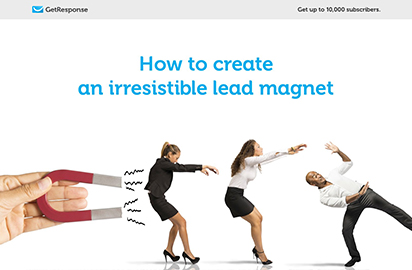 GetResponse
Get up to 10,000 subscribers.
How to create
an irresistible lead magnet